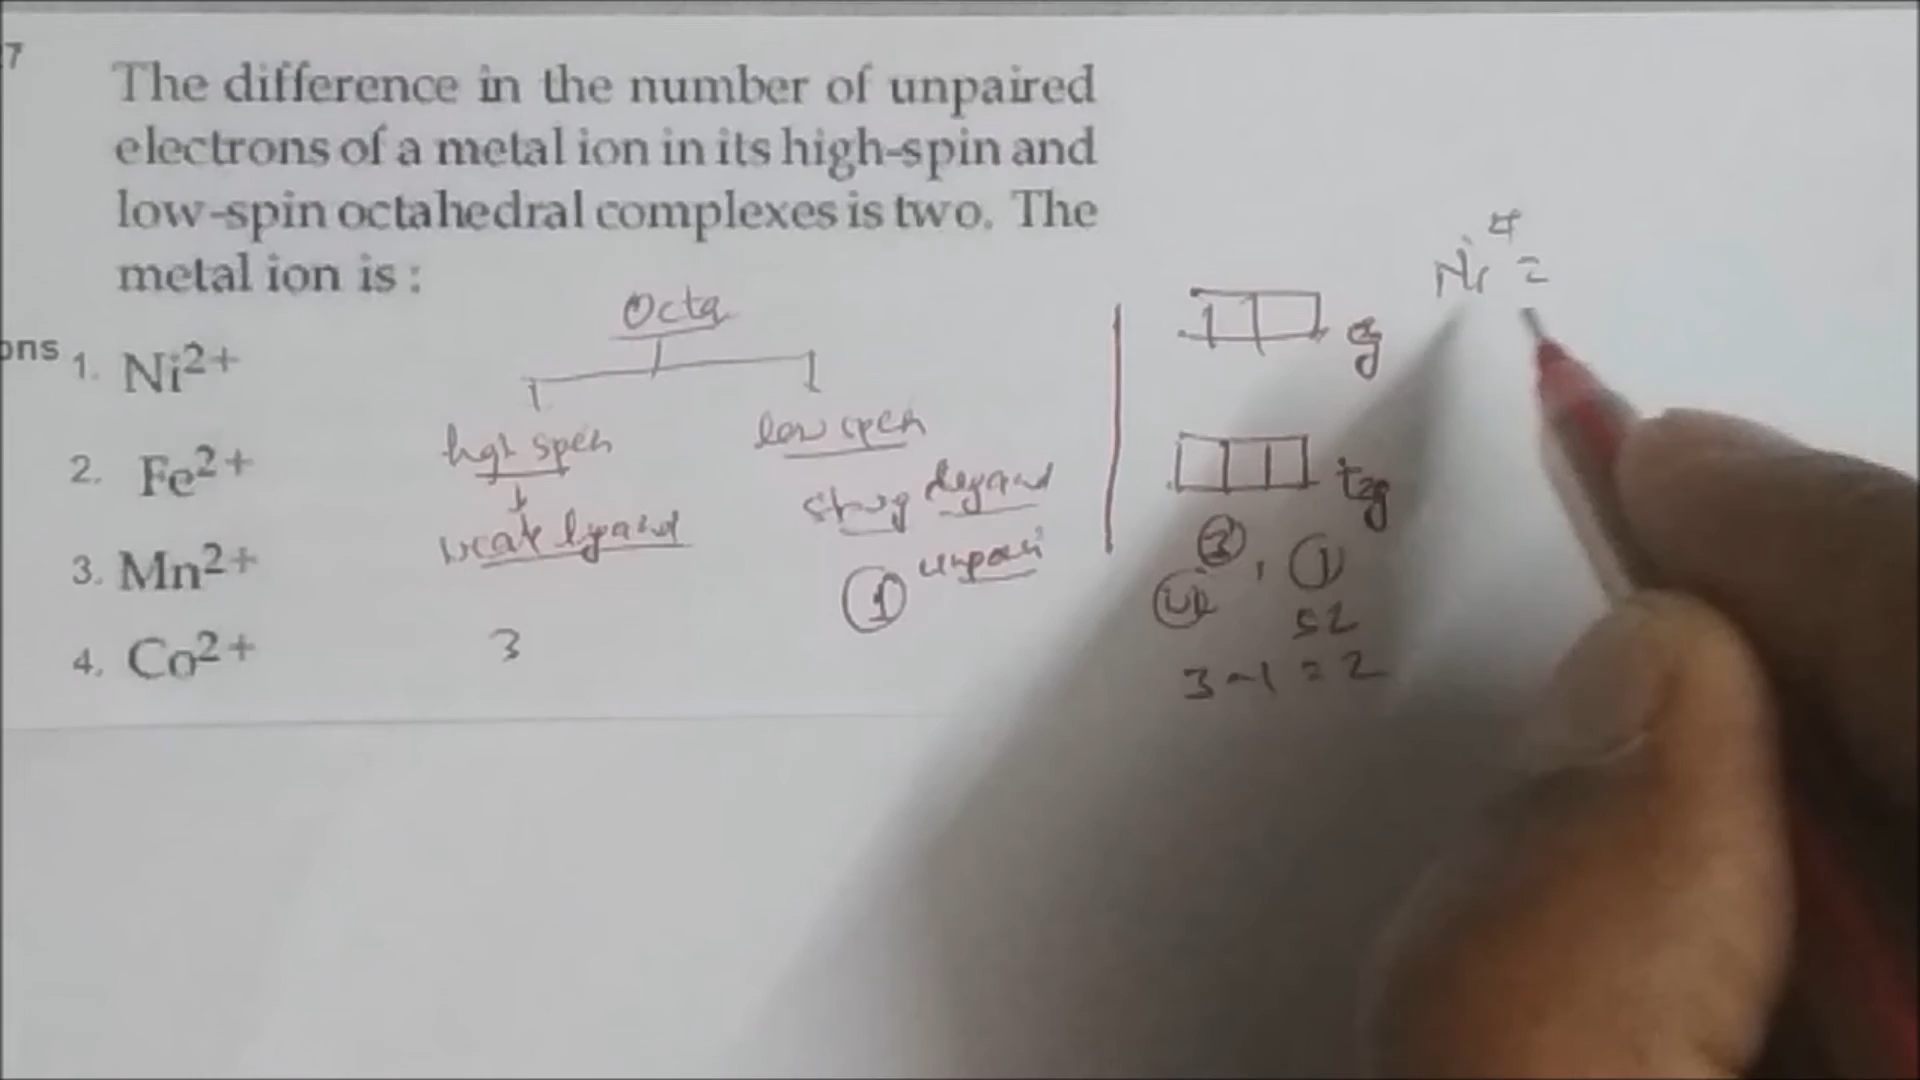 7
The difference in the number of unpaired
electrons of a metal ion in its high-spin and
low-spin octahedral complexes is two. The
metal ion is :
ons 1. Ni2+
2. Fe2+
3. Mn2+
4. Co2+
Octa
high spin
low spin
weak ligand
strong ligand
1 unpair
3
eg
t2g
3, 1
3-1=2
Ni =